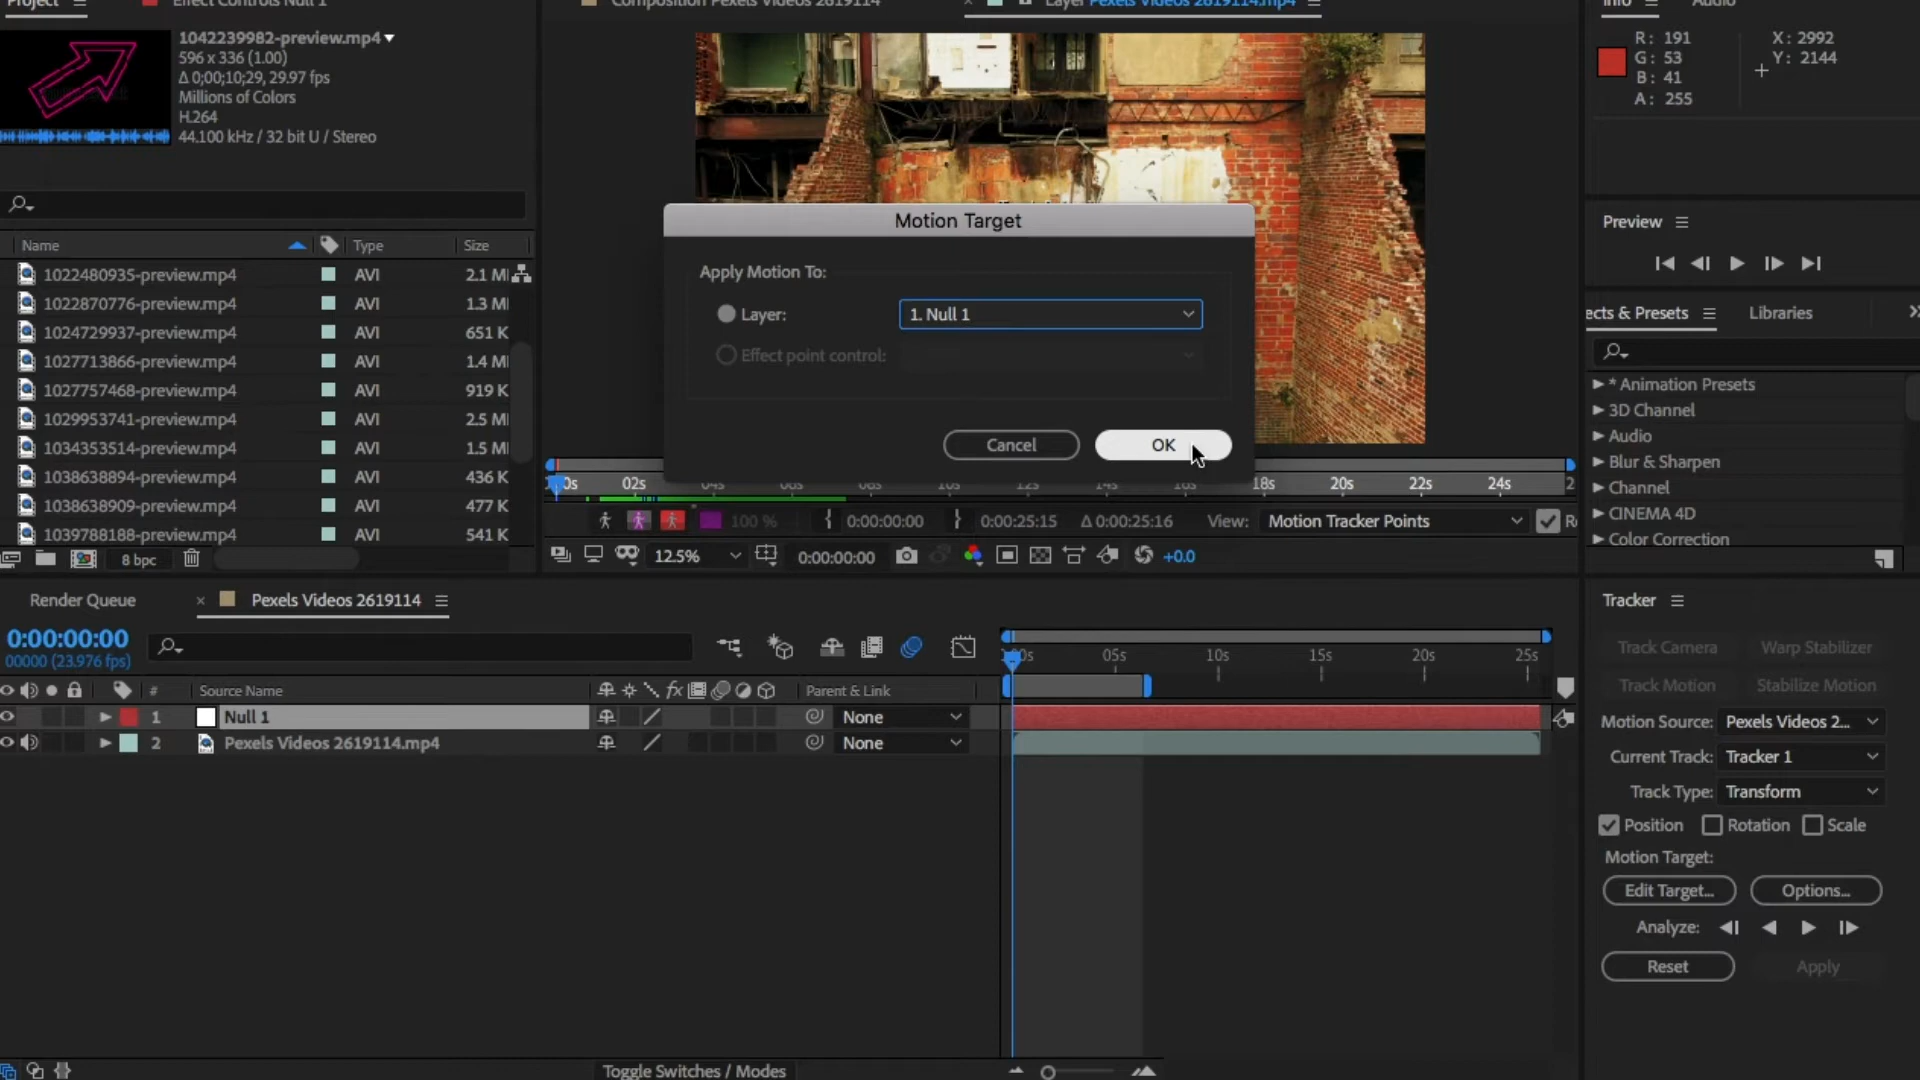 Project
Effect Controls Null 1
Composition Pexels Videos 2619114
Layer Pexels Videos 2619114.mp4
Info
Audio
1042239982-preview.mp4
596 x 336 (1.00)
Δ 0;00;10;29, 29.97 fps
Millions of Colors
H.264
44.100 kHz / 32 bit U / Stereo
R: 191
G: 53
B: 41
A: 255
X: 2992
Y: 2144
Name Type Size
1022480935-preview.mp4 AVI 2.1 M
1022870776-preview.mp4 AVI 1.3 M
1024729937-preview.mp4 AVI 651 K
1027713866-preview.mp4 AVI 1.4 M
1027757468-preview.mp4 AVI 919 K
1029953741-preview.mp4 AVI 2.5 M
1034353514-preview.mp4 AVI 1.5 M
1038638894-preview.mp4 AVI 436 K
1038638909-preview.mp4 AVI 477 K
1039788188-preview.mp4 AVI 541 K
8 bpc
Motion Target
Apply Motion To:
Layer: 1. Null 1
Effect point control:
Cancel OK
0s 02s 04s 06s 08s 10s 12s 14s 16s 18s 20s 22s 24s 2
100 % 0:00:00:00 0:00:25:15 Δ 0:00:25:16 View: Motion Tracker Points R
12.5% 0:00:00:00 +0.0
Preview
ects & Presets Libraries
* Animation Presets
3D Channel
Audio
Blur & Sharpen
Channel
CINEMA 4D
Color Correction
Render Queue
Pexels Videos 2619114
0:00:00:00
00000 (23.976 fps)
:00s 05s 10s 15s 20s 25s
# Source Name fx Parent & Link
1 Null 1 None
2 Pexels Videos 2619114.mp4 None
Toggle Switches / Modes
Tracker
Track Camera Warp Stabilizer
Track Motion Stabilize Motion
Motion Source: Pexels Videos 2...
Current Track: Tracker 1
Track Type: Transform
Position Rotation Scale
Motion Target:
Edit Target... Options...
Analyze:
Reset Apply